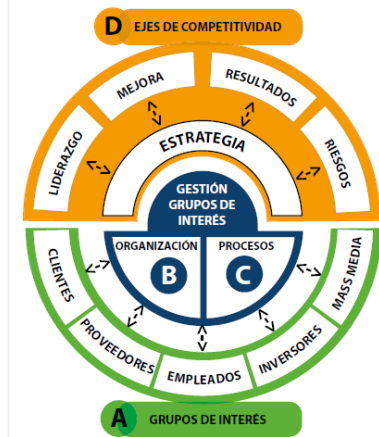 D EJES DE COMPETITIVIDAD
LIDERAZGO
MEJORA
RESULTADOS
RIESGOS
ESTRATEGIA
GESTIÓN
GRUPOS DE
INTERÉS
ORGANIZACIÓN
B
PROCESOS
C
CLIENTES
PROVEEDORES
EMPLEADOS
INVERSORES
MASS MEDIA
A GRUPOS DE INTERÉS